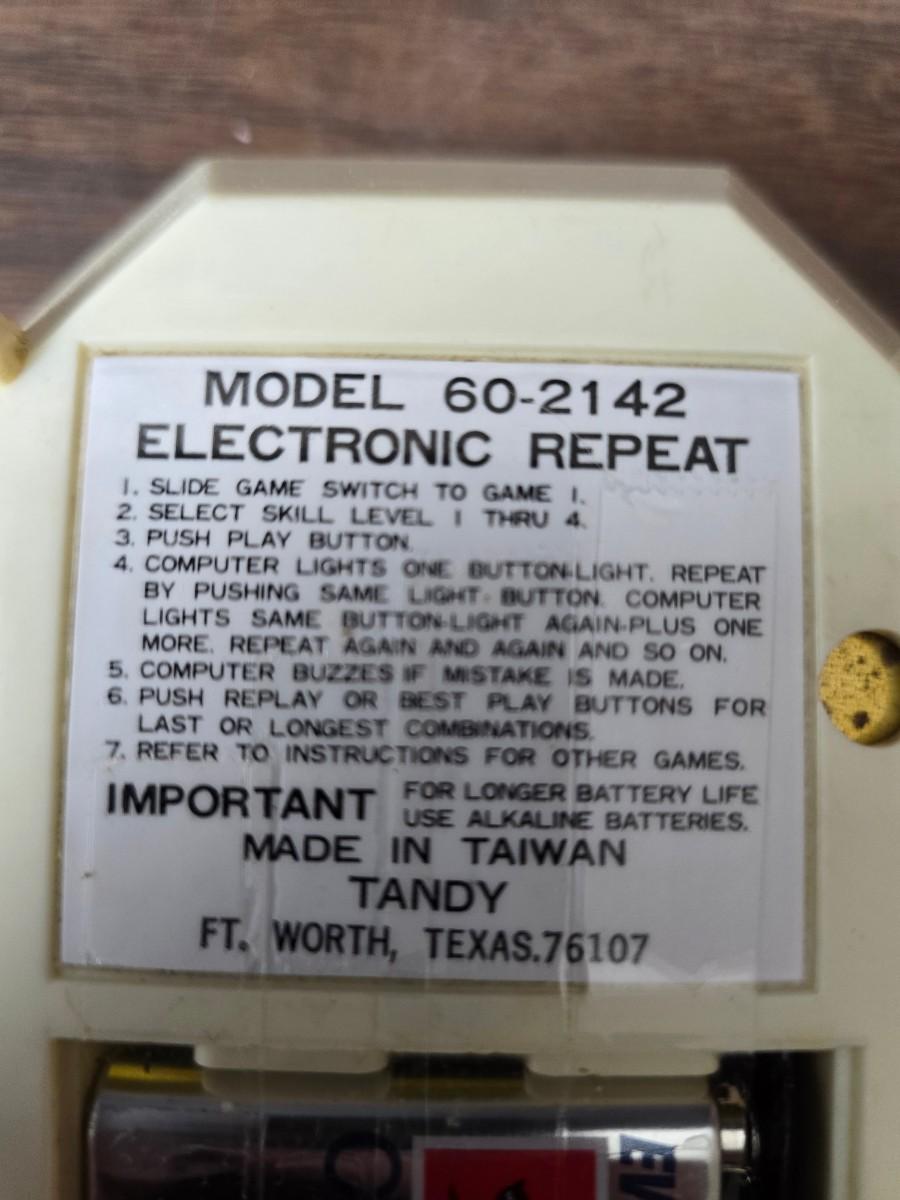 MODEL 60-2142
ELECTRONIC REPEAT
1. SLIDE GAME SWITCH TO GAME 1.
2. SELECT SKILL LEVEL 1 THRU 4.
3. PUSH PLAY BUTTON.
4. COMPUTER LIGHTS ONE BUTTON-LIGHT. REPEAT
BY PUSHING SAME LIGHT-BUTTON. COMPUTER
LIGHTS SAME BUTTON-LIGHT AGAIN-PLUS ONE
MORE. REPEAT AGAIN AND AGAIN AND SO ON.
5. COMPUTER BUZZES IF MISTAKE IS MADE.
6. PUSH REPLAY OR BEST PLAY BUTTONS FOR
LAST OR LONGEST COMBINATIONS.
7. REFER TO INSTRUCTIONS FOR OTHER GAMES.
IMPORTANT FOR LONGER BATTERY LIFE
USE ALKALINE BATTERIES.
MADE IN TAIWAN
TANDY
FT. WORTH, TEXAS.76107